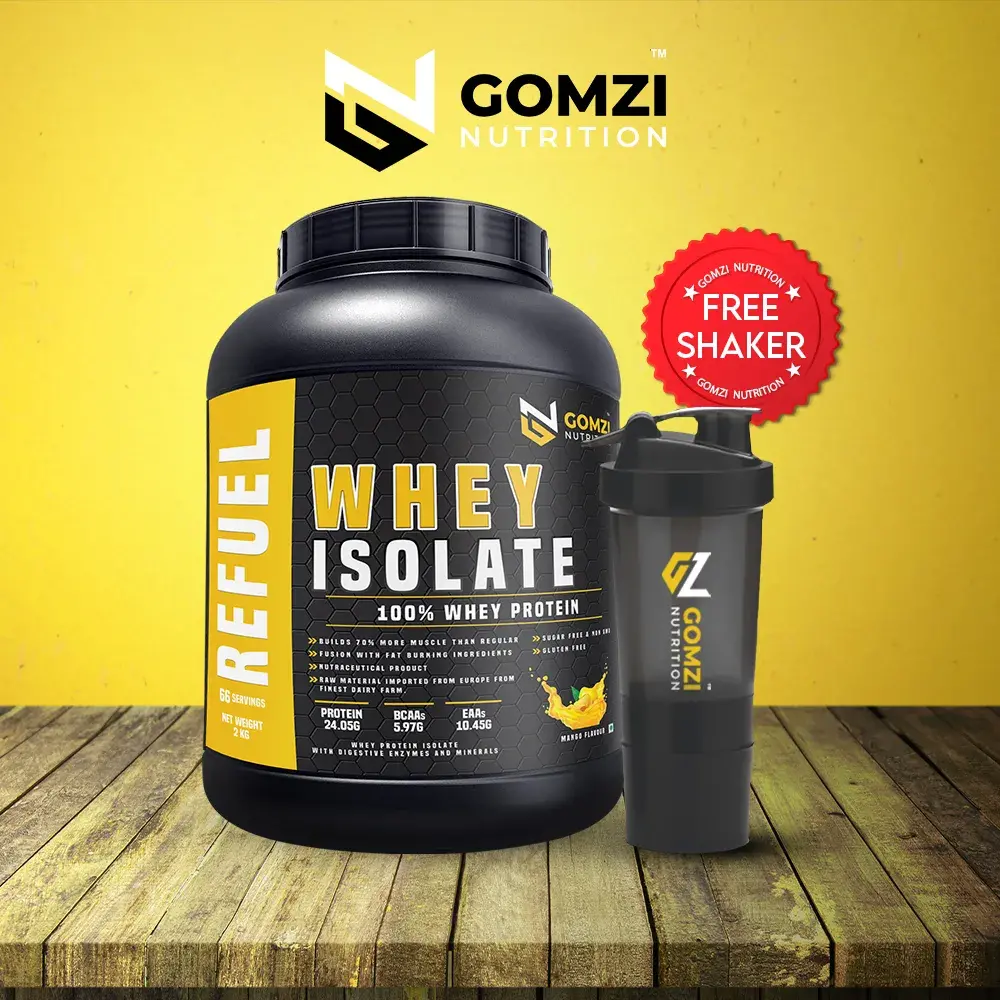 GOMZI
™
NUTRITION
GOMZI NUTRITION
FREE
SHAKER
GOMZI NUTRITION
REFUEL
66 SERVINGS
NET WEIGHT
2 KG
GOMZI
WHEY
ISOLATE
100% WHEY PROTEIN
BUILDS 70% MORE MUSCLE THAN REGULAR
FUSION WITH FAT BURNING INGREDIENTS
NUTRACEUTICAL PRODUCT
RAW MATERIAL IMPORTED FROM EUROPE FROM
FINEST DAIRY FARM.
SUGAR FREE & NON
GLUTEN FREE
PROTEIN
24.05G
BCAAs
5.97G
EAAs
10.45G
MANGO FLAVOUR
WHEY PROTEIN ISOLATE
WITH DIGESTIVE ENZYMES AND MINERALS
GOMZI
™
NUTRITION